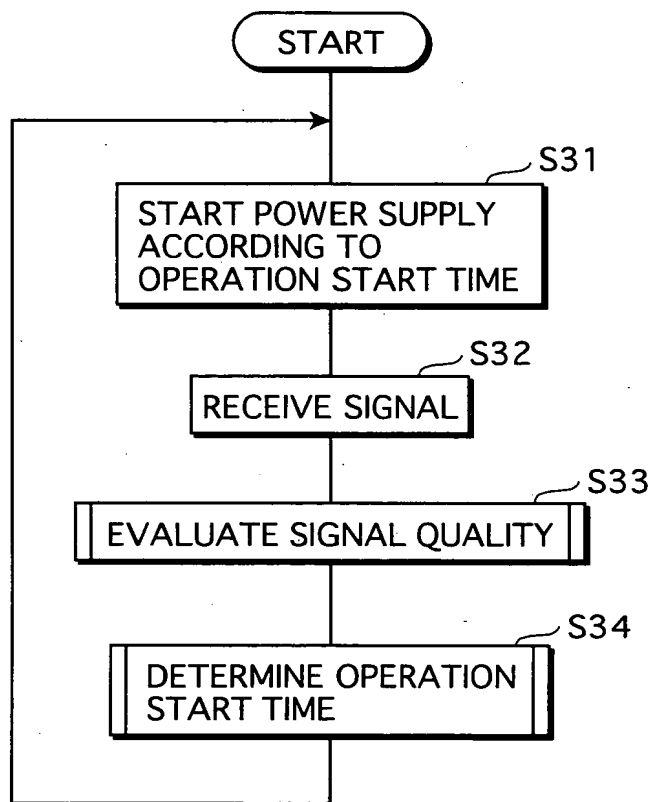 START
S31
START POWER SUPPLY
ACCORDING TO
OPERATION START TIME
S32
RECEIVE SIGNAL
S33
EVALUATE SIGNAL QUALITY
S34
DETERMINE OPERATION
START TIME